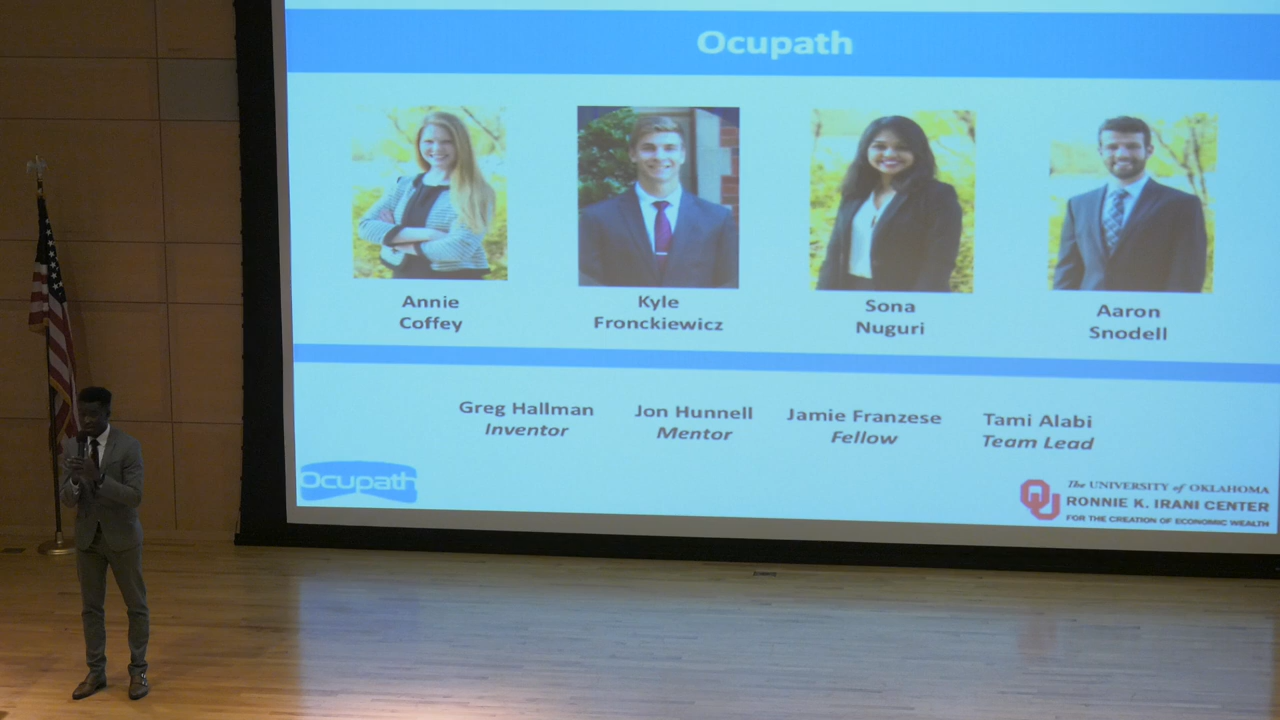 Ocupath
Annie
Coffey
Kyle
Fronckiewicz
Sona
Nuguri
Aaron
Snodell
Greg Hallman
Inventor
Jon Hunnell
Mentor
Jamie Franzese
Fellow
Tami Alabi
Team Lead
Ocupath
The UNIVERSITY of OKLAHOMA
RONNIE K. IRANI CENTER
FOR THE CREATION OF ECONOMIC WEALTH